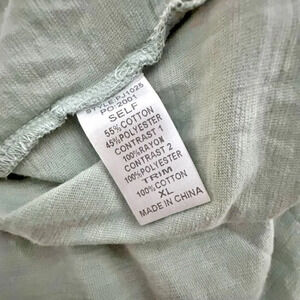 STYLE:PJ1025
PO:2001
SELF
55%COTTON
45%POLYESTER
CONTRAST 1
100%RAYON
CONTRAST 2
100%POLYESTER
TRIM
100%COTTON
XL
MADE IN CHINA